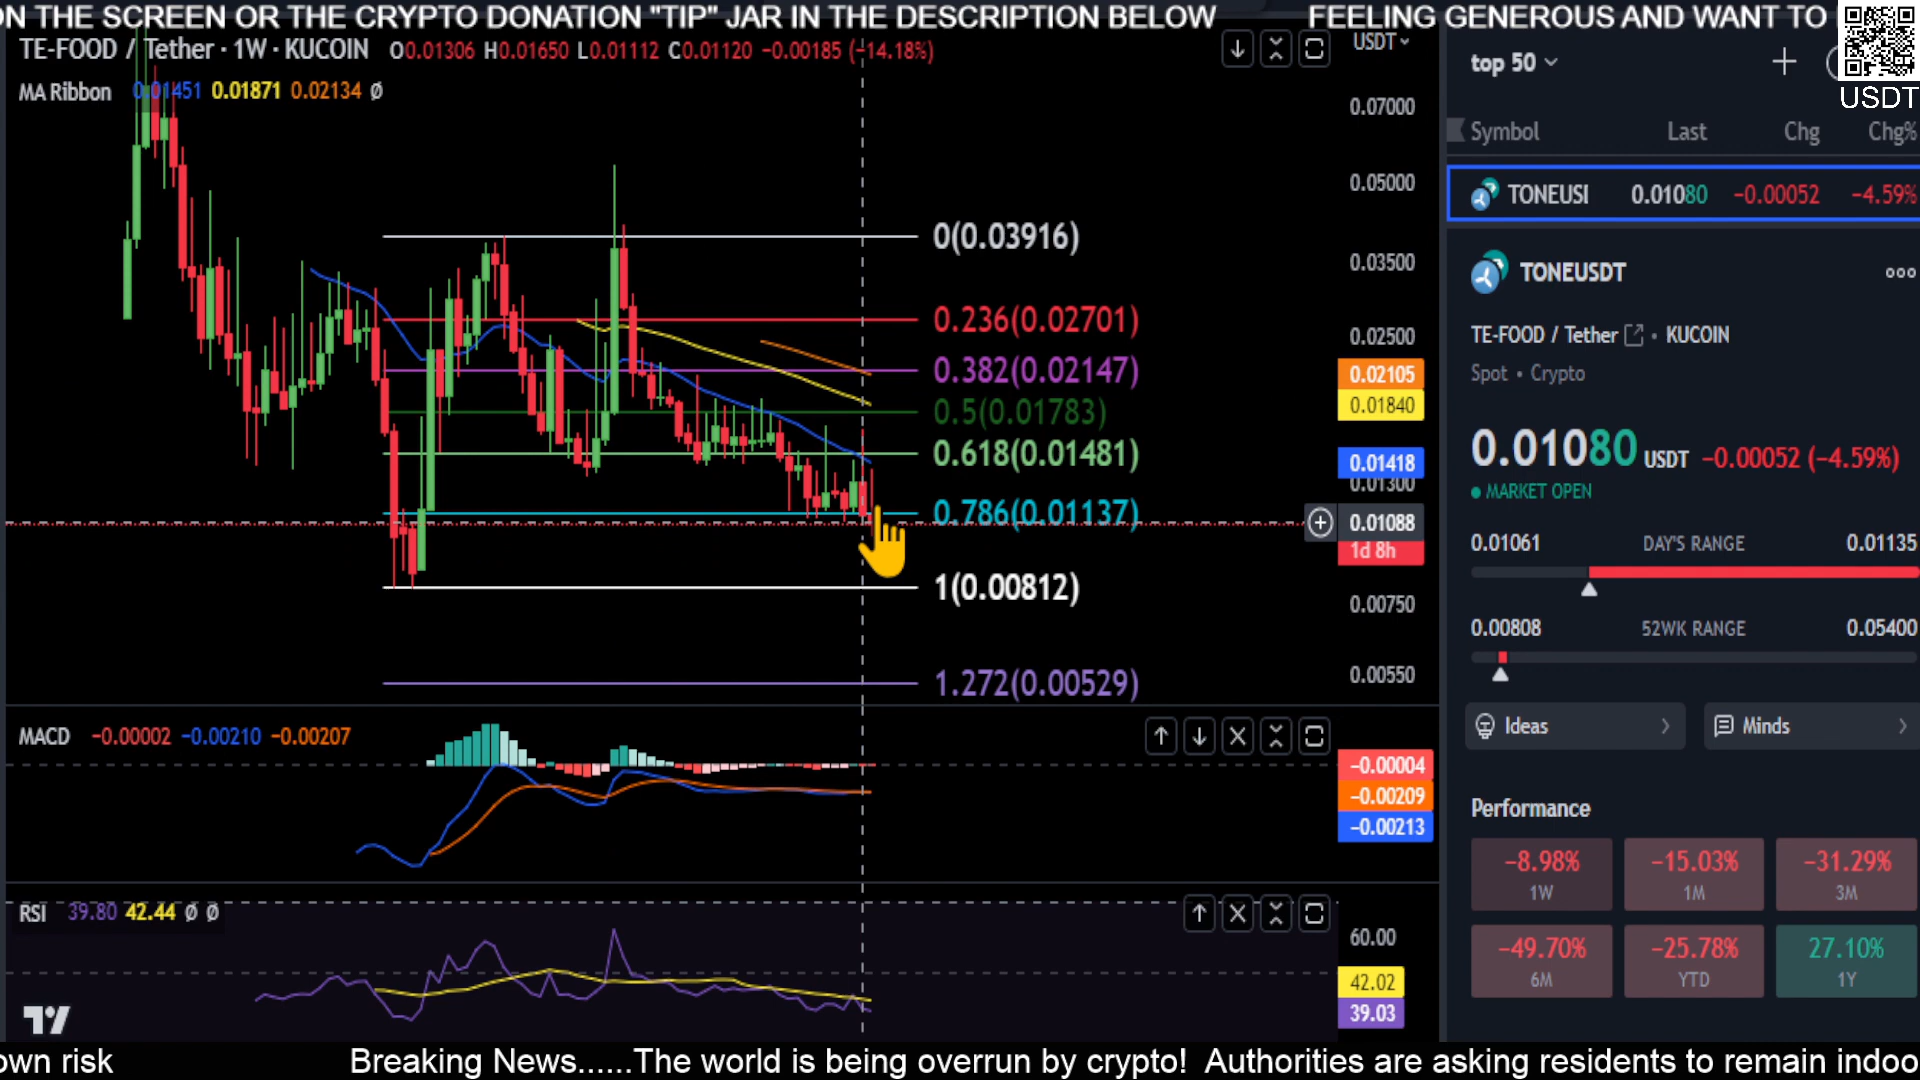 ON THE SCREEN OR THE CRYPTO DONATION "TIP" JAR IN THE DESCRIPTION BELOW FEELING GENEROUS AND WANT TO
TE-FOOD / Tether · 1W · KUCOIN O0.01306 H0.01650 L0.01112 C0.01120 −0.00185 (−14.18%)
MA Ribbon 0.01451 0.01871 0.02134 Ø
USDT
0.07000
0.05000
0.03500
0.02500
0.02105
0.01840
0.01418
0.01300
0.01088
1d 8h
0.00750
0.00550
0(0.03916)
0.236(0.02701)
0.382(0.02147)
0.5(0.01783)
0.618(0.01481)
0.786(0.01137)
1(0.00812)
1.272(0.00529)
MACD −0.00002 −0.00210 −0.00207
−0.00004
−0.00209
−0.00213
RSI 39.80 42.44 Ø Ø
60.00
42.02
39.03
top 50
USDT
Symbol Last Chg Chg%
TONEUSI 0.01080 −0.00052 −4.59%
TONEUSDT
TE-FOOD / Tether · KUCOIN
Spot • Crypto
0.01080 USDT −0.00052 (−4.59%)
MARKET OPEN
0.01061 DAY'S RANGE 0.01135
0.00808 52WK RANGE 0.05400
Ideas Minds
Performance
−8.98% −15.03% −31.29%
1W 1M 3M
−49.70% −25.78% 27.10%
6M YTD 1Y
own risk Breaking News......The world is being overrun by crypto! Authorities are asking residents to remain indoo